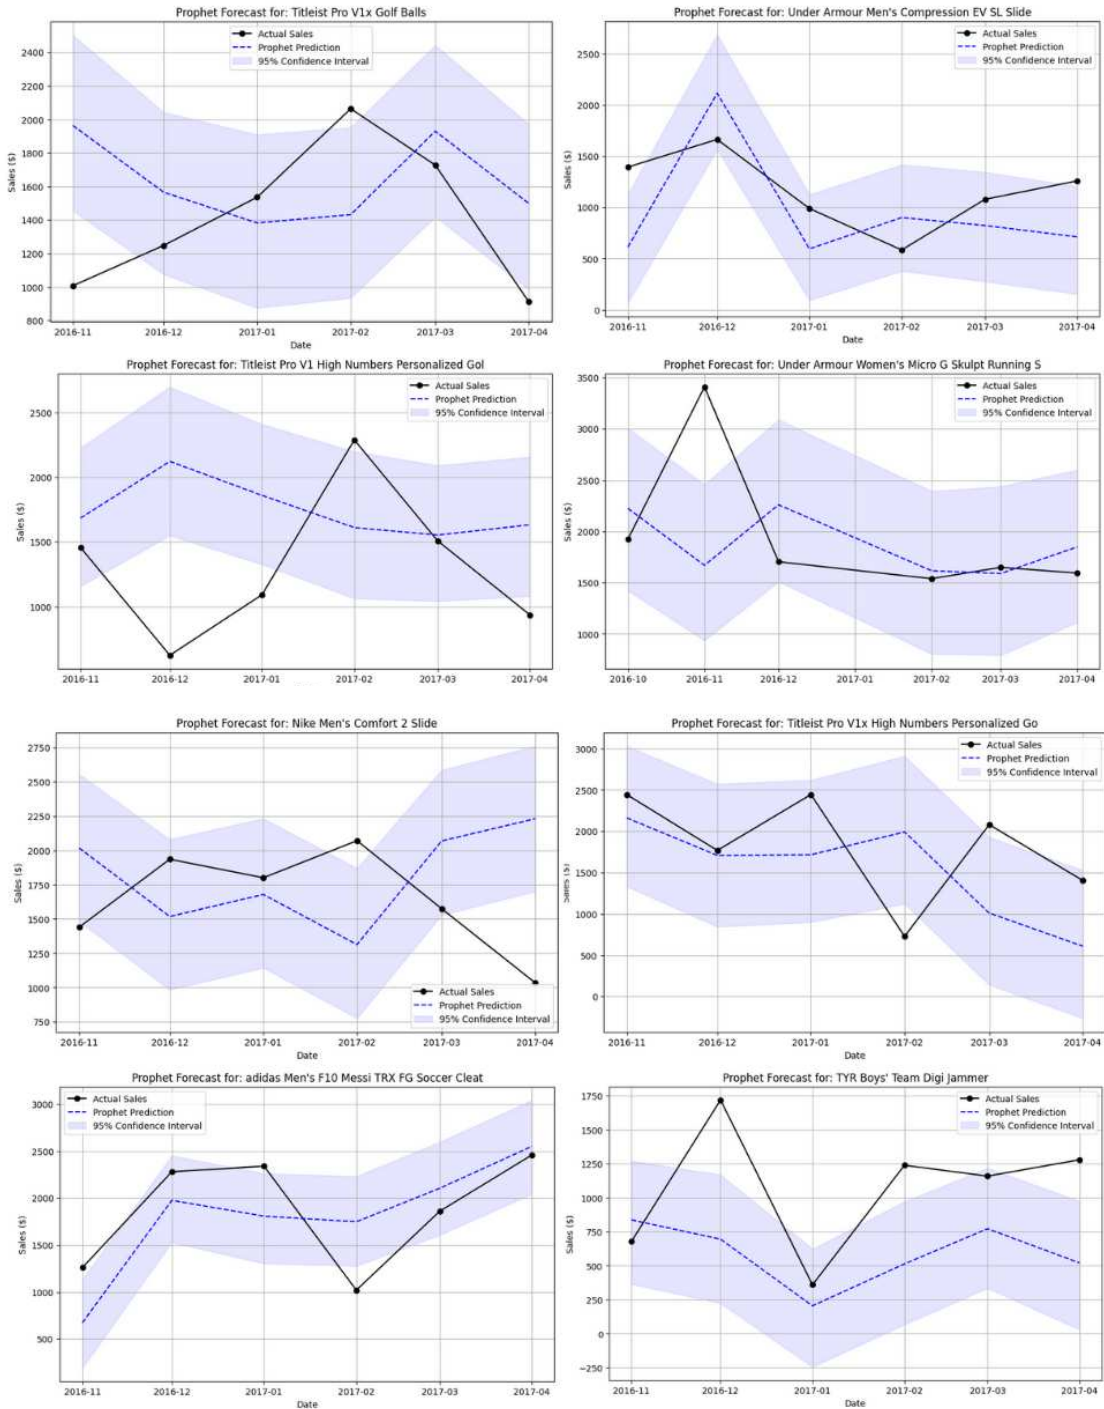 Prophet Forecast for: Titleist Pro V1x Golf Balls
Actual Sales
Prophet Prediction
95% Confidence Interval
Sales ($)
2400
2200
2000
1800
1600
1400
1200
1000
800
2016-11 2016-12 2017-01 2017-02 2017-03 2017-04
Date
Prophet Forecast for: Under Armour Men's Compression EV SL Slide
Actual Sales
Prophet Prediction
95% Confidence Interval
Sales ($)
2500
2000
1500
1000
500
0
2016-11 2016-12 2017-01 2017-02 2017-03 2017-04
Date
Prophet Forecast for: Titleist Pro V1 High Numbers Personalized Gol
Actual Sales
Prophet Prediction
95% Confidence Interval
Sales ($)
2500
2000
1500
1000
2016-11 2016-12 2017-01 2017-02 2017-03 2017-04
Prophet Forecast for: Under Armour Women's Micro G Skulpt Running S
Actual Sales
Prophet Prediction
95% Confidence Interval
Sales ($)
3500
3000
2500
2000
1500
1000
2016-10 2016-11 2016-12 2017-01 2017-02 2017-03 2017-04
Prophet Forecast for: Nike Men's Comfort 2 Slide
Actual Sales
Prophet Prediction
95% Confidence Interval
Sales ($)
2750
2500
2250
2000
1750
1500
1250
1000
750
2016-11 2016-12 2017-01 2017-02 2017-03 2017-04
Date
Prophet Forecast for: Titleist Pro V1x High Numbers Personalized Go
Actual Sales
Prophet Prediction
95% Confidence Interval
Sales ($)
3000
2500
2000
1500
1000
500
0
2016-11 2016-12 2017-01 2017-02 2017-03 2017-04
Date
Prophet Forecast for: adidas Men's F10 Messi TRX FG Soccer Cleat
Actual Sales
Prophet Prediction
95% Confidence Interval
Sales ($)
3000
2500
2000
1500
1000
500
2016-11 2016-12 2017-01 2017-02 2017-03 2017-04
Date
Prophet Forecast for: TYR Boys' Team Digi Jammer
Actual Sales
Prophet Prediction
95% Confidence Interval
Sales ($)
1750
1500
1250
1000
750
500
250
0
−250
2016-11 2016-12 2017-01 2017-02 2017-03 2017-04
Date